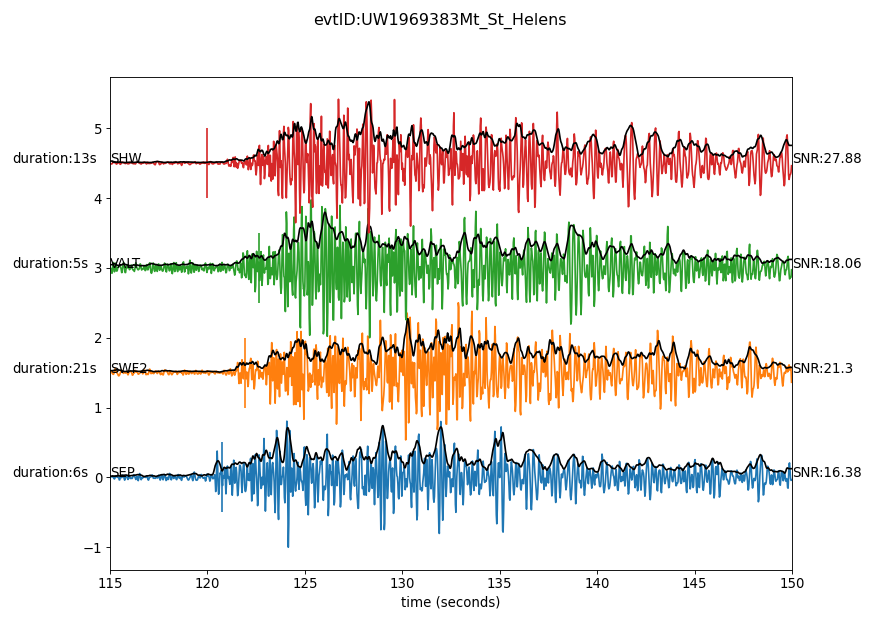 evtID:UW1969383Mt_St_Helens
5
duration:13s SHW SNR:27.88
4
duration:5s VALT 3 SNR:18.06
2
duration:21s SWF2 SNR:21.3
1
duration:6s SEP 0 SNR:16.38
−1
115 120 125 130 135 140 145 150
time (seconds)